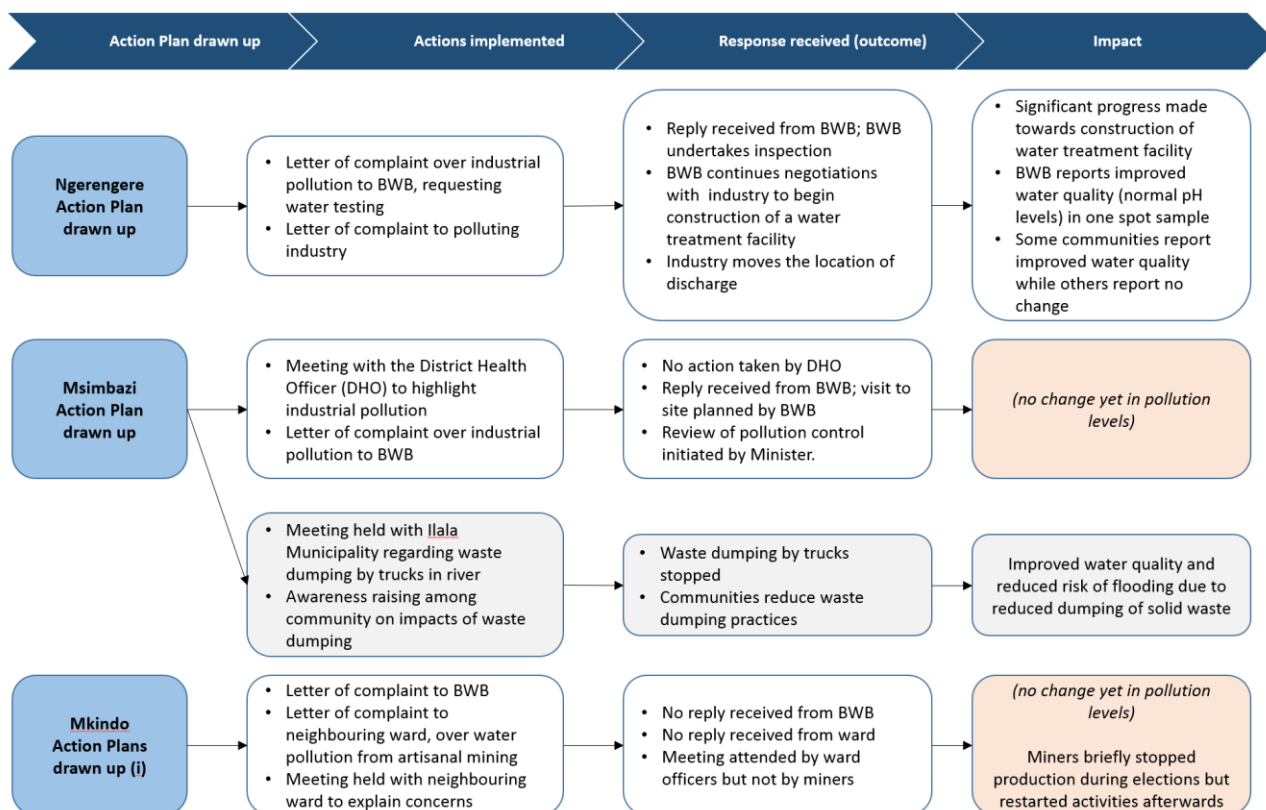 Action Plan drawn up
Actions implemented
Response received (outcome)
Impact
Ngerengere
Action Plan
drawn up
• Letter of complaint over industrial
pollution to BWB, requesting
water testing
• Letter of complaint to polluting
industry
• Reply received from BWB; BWB
undertakes inspection
• BWB continues negotiations
with industry to begin
construction of a water
treatment facility
• Industry moves the location of
discharge
• Significant progress made
towards construction of
water treatment facility
• BWB reports improved
water quality (normal pH
levels) in one spot sample
• Some communities report
improved water quality
while others report no
change
Msimbazi
Action Plan
drawn up
• Meeting with the District Health
Officer (DHO) to highlight
industrial pollution
• Letter of complaint over industrial
pollution to BWB
• No action taken by DHO
• Reply received from BWB; visit to
site planned by BWB
• Review of pollution control
initiated by Minister.
(no change yet in pollution
levels)
• Meeting held with Ilala
Municipality regarding waste
dumping by trucks in river
• Awareness raising among
community on impacts of waste
dumping
• Waste dumping by trucks
stopped
• Communities reduce waste
dumping practices
Improved water quality and
reduced risk of flooding due to
reduced dumping of solid waste
Mkindo
Action Plans
drawn up (i)
• Letter of complaint to BWB
• Letter of complaint to
neighbouring ward, over water
pollution from artisanal mining
• Meeting held with neighbouring
ward to explain concerns
• No reply received from BWB
• No reply received from ward
• Meeting attended by ward
officers but not by miners
(no change yet in pollution
levels)
Miners briefly stopped
production during elections but
restarted activities afterwards